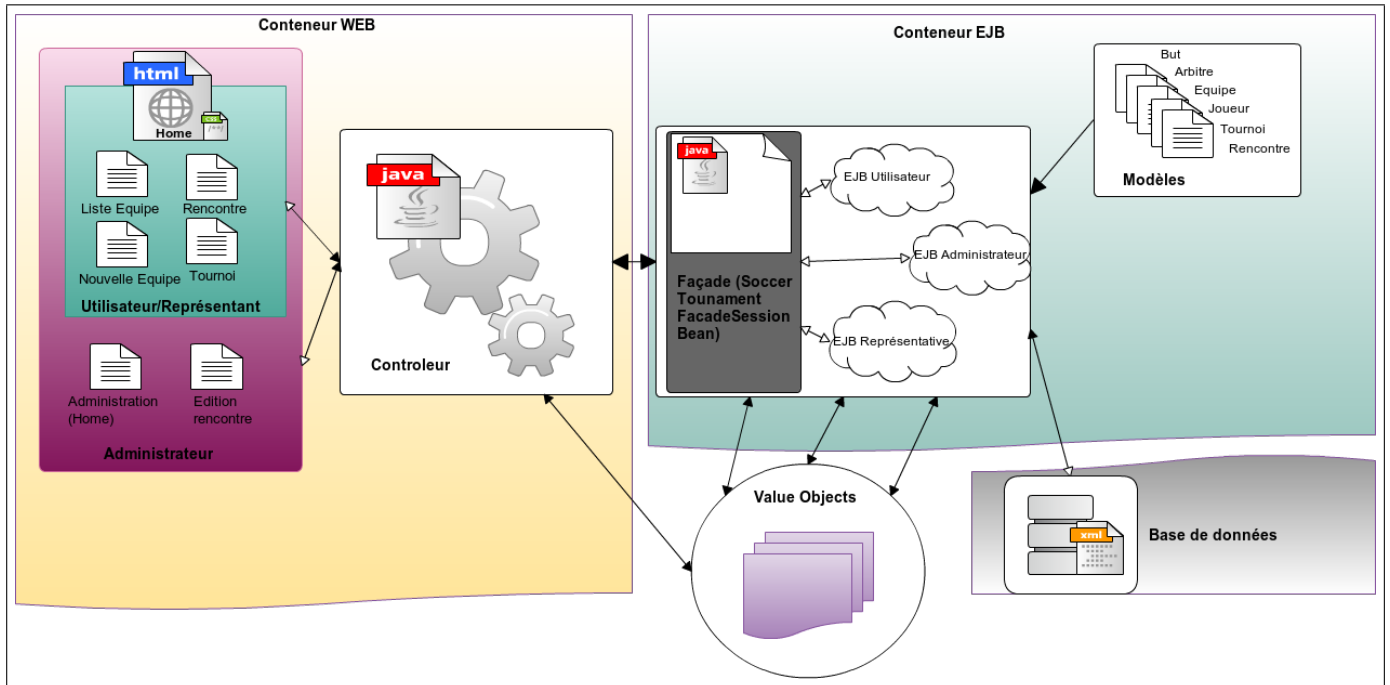 Conteneur WEB
html
css
Home
Liste Equipe
Rencontre
Nouvelle Equipe
Tournoi
Utilisateur/Représentant
Administration
(Home)
Edition
rencontre
Administrateur
java
Controleur
Conteneur EJB
java
Façade (Soccer
Tounament
FacadeSession
Bean)
EJB Utilisateur
EJB Administrateur
EJB Représentative
But
Arbitre
Equipe
Joueur
Tournoi
Rencontre
Modèles
Value Objects
xml
Base de données